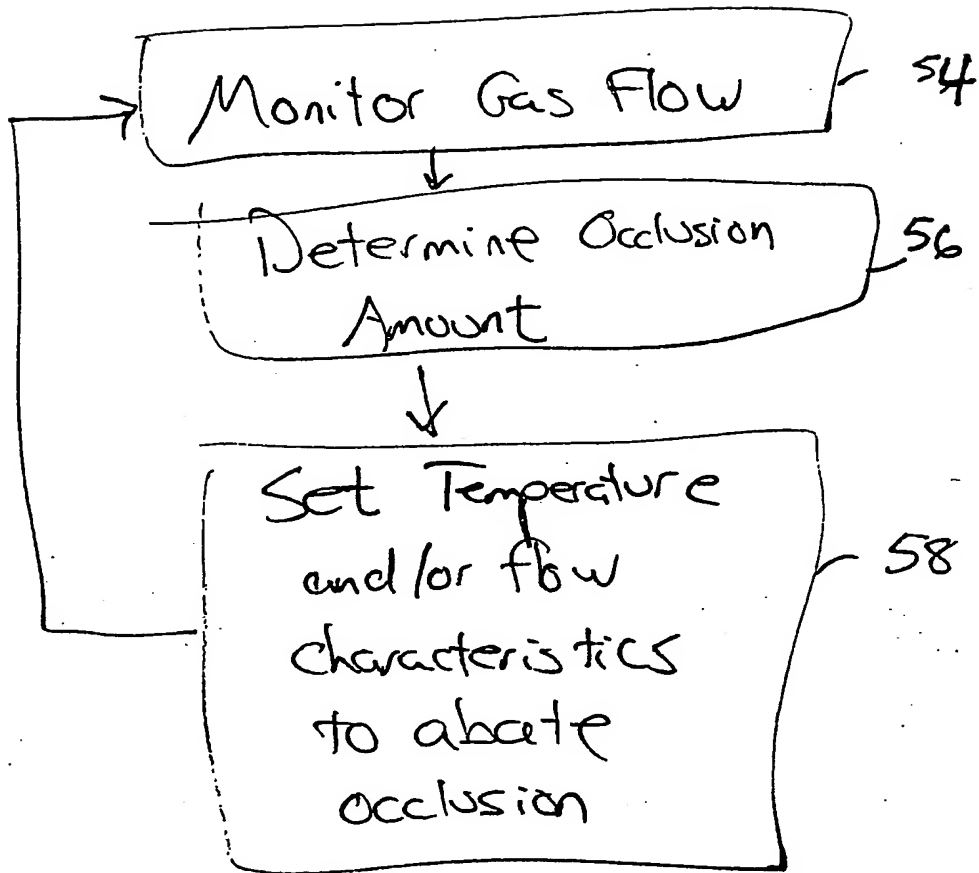 Monitor Gas Flow
54
Determine Occlusion
Amount
56
Set Temperature
and/or flow
characteristics
to abate
occlusion
58